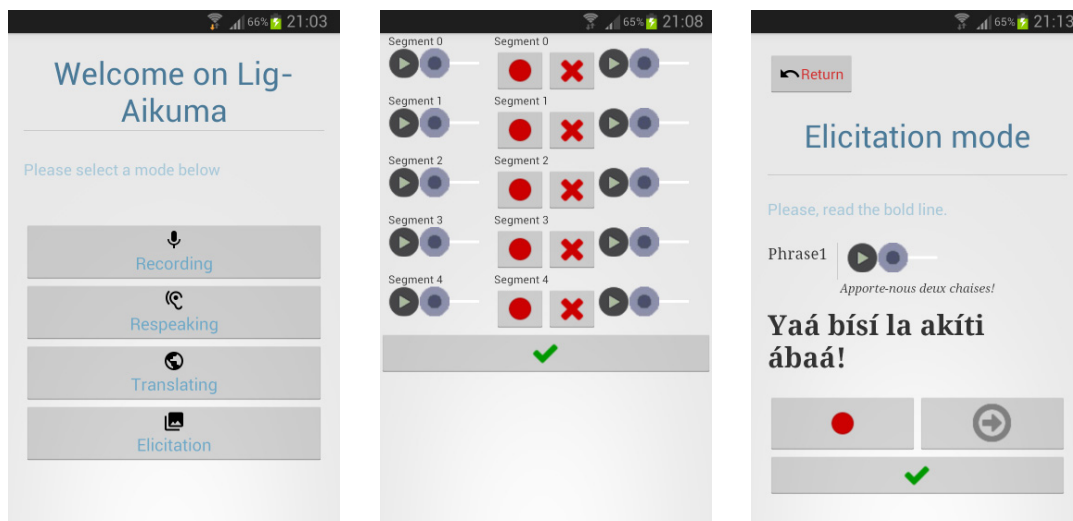 66% 21:03
Welcome on Lig-
Aikuma
Please select a mode below
Recording
Respeaking
Translating
Elicitation
65% 21:08
Segment 0 Segment 0
Segment 1 Segment 1
Segment 2 Segment 2
Segment 3 Segment 3
Segment 4 Segment 4
65% 21:13
Return
Elicitation mode
Please, read the bold line.
Phrase1
Apporte-nous deux chaises!
Yaá bísí la akíti
ábaá!